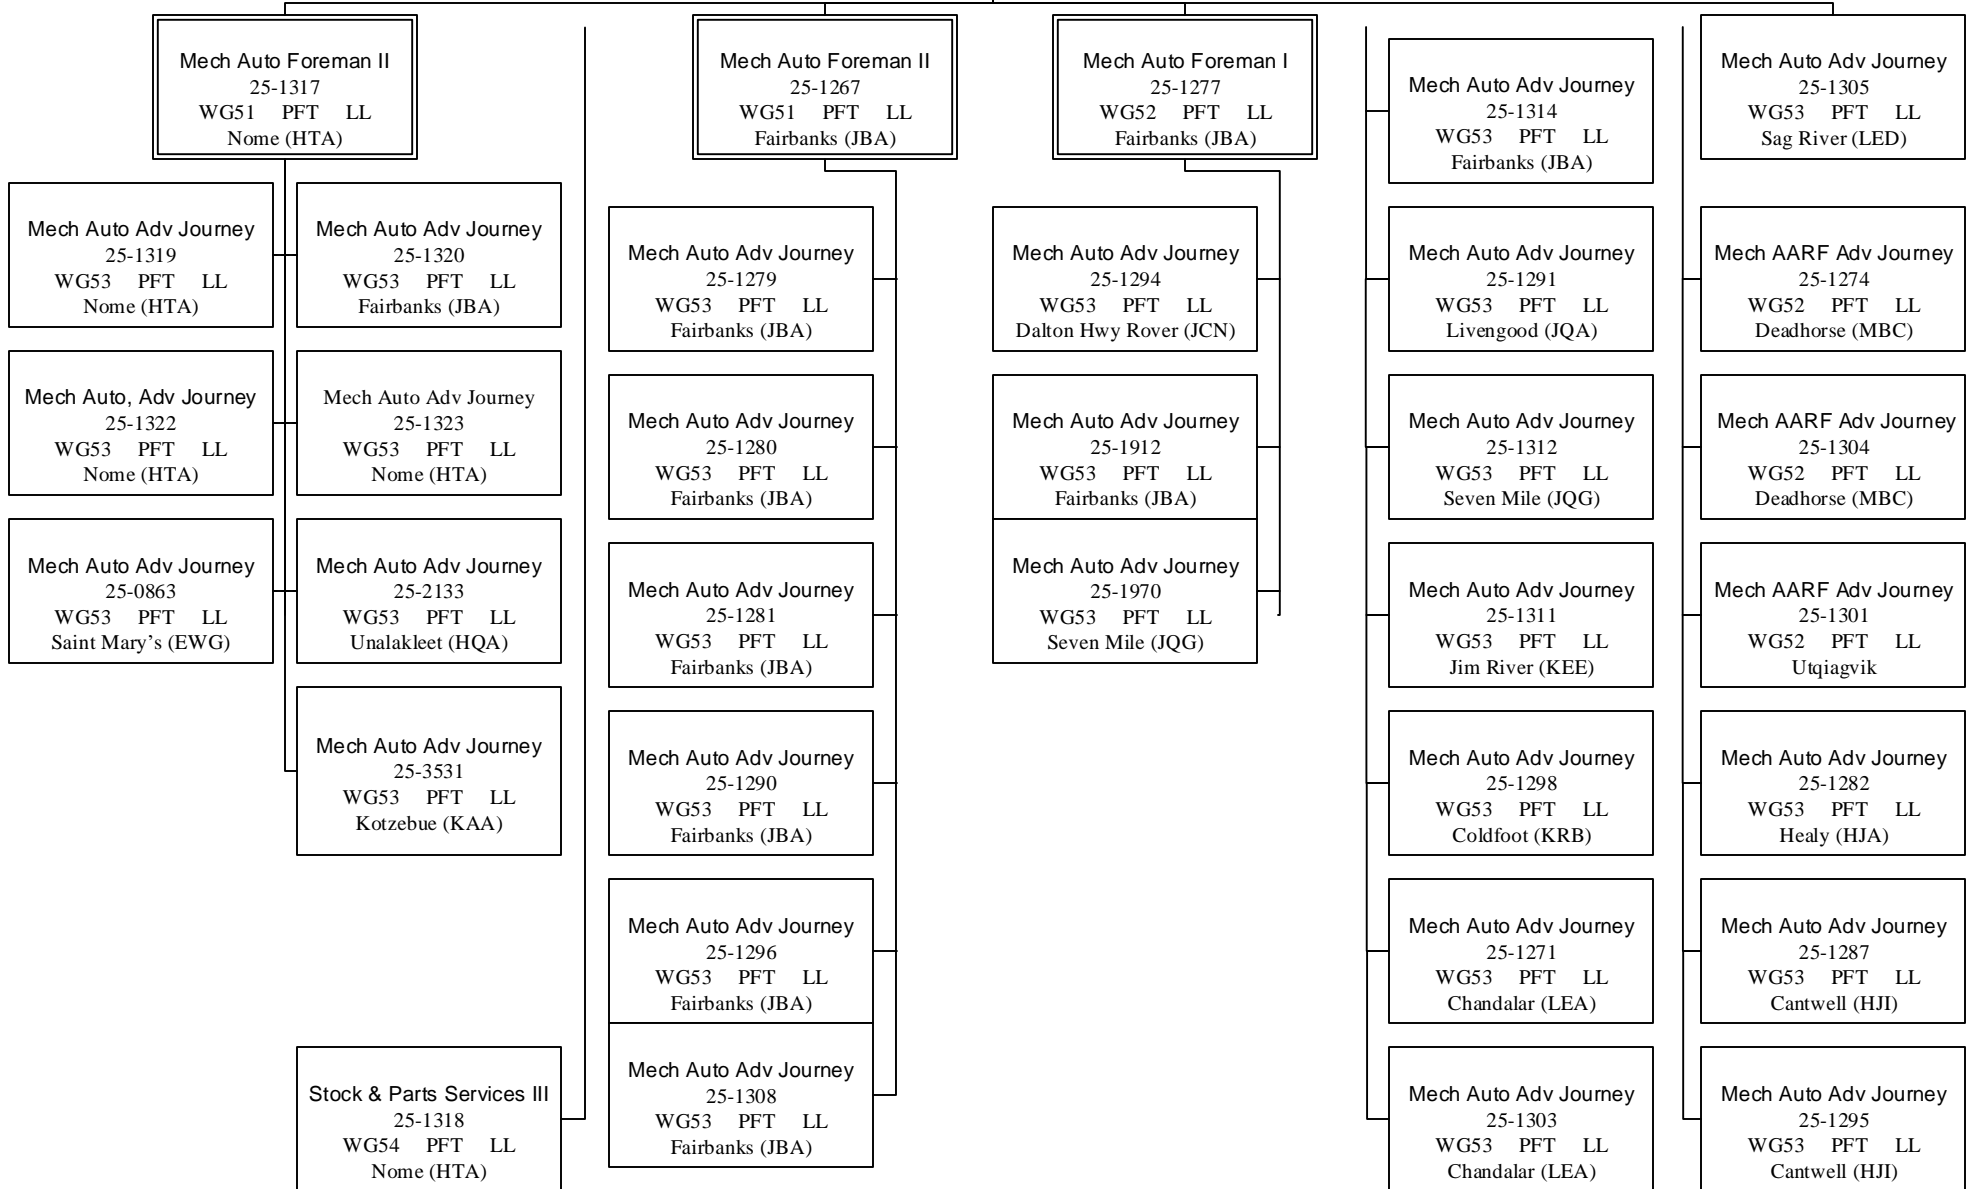 Mech Auto Foreman II
25-1317
WG51 PFT LL
Nome (HTA)
Mech Auto Adv Journey
25-1319
WG53 PFT LL
Nome (HTA)
Mech Auto Adv Journey
25-1320
WG53 PFT LL
Fairbanks (JBA)
Mech Auto, Adv Journey
25-1322
WG53 PFT LL
Nome (HTA)
Mech Auto Adv Journey
25-1323
WG53 PFT LL
Nome (HTA)
Mech Auto Adv Journey
25-0863
WG53 PFT LL
Saint Mary’s (EWG)
Mech Auto Adv Journey
25-2133
WG53 PFT LL
Unalakleet (HQA)
Mech Auto Adv Journey
25-3531
WG53 PFT LL
Kotzebue (KAA)
Stock & Parts Services III
25-1318
WG54 PFT LL
Nome (HTA)
Mech Auto Foreman II
25-1267
WG51 PFT LL
Fairbanks (JBA)
Mech Auto Adv Journey
25-1279
WG53 PFT LL
Fairbanks (JBA)
Mech Auto Adv Journey
25-1280
WG53 PFT LL
Fairbanks (JBA)
Mech Auto Adv Journey
25-1281
WG53 PFT LL
Fairbanks (JBA)
Mech Auto Adv Journey
25-1290
WG53 PFT LL
Fairbanks (JBA)
Mech Auto Adv Journey
25-1296
WG53 PFT LL
Fairbanks (JBA)
Mech Auto Adv Journey
25-1308
WG53 PFT LL
Fairbanks (JBA)
Mech Auto Foreman I
25-1277
WG52 PFT LL
Fairbanks (JBA)
Mech Auto Adv Journey
25-1294
WG53 PFT LL
Dalton Hwy Rover (JCN)
Mech Auto Adv Journey
25-1912
WG53 PFT LL
Fairbanks (JBA)
Mech Auto Adv Journey
25-1970
WG53 PFT LL
Seven Mile (JQG)
Mech Auto Adv Journey
25-1314
WG53 PFT LL
Fairbanks (JBA)
Mech Auto Adv Journey
25-1291
WG53 PFT LL
Livengood (JQA)
Mech Auto Adv Journey
25-1312
WG53 PFT LL
Seven Mile (JQG)
Mech Auto Adv Journey
25-1311
WG53 PFT LL
Jim River (KEE)
Mech Auto Adv Journey
25-1298
WG53 PFT LL
Coldfoot (KRB)
Mech Auto Adv Journey
25-1271
WG53 PFT LL
Chandalar (LEA)
Mech Auto Adv Journey
25-1303
WG53 PFT LL
Chandalar (LEA)
Mech Auto Adv Journey
25-1305
WG53 PFT LL
Sag River (LED)
Mech AARF Adv Journey
25-1274
WG52 PFT LL
Deadhorse (MBC)
Mech AARF Adv Journey
25-1304
WG52 PFT LL
Deadhorse (MBC)
Mech AARF Adv Journey
25-1301
WG52 PFT LL
Utqiagvik
Mech Auto Adv Journey
25-1282
WG53 PFT LL
Healy (HJA)
Mech Auto Adv Journey
25-1287
WG53 PFT LL
Cantwell (HJI)
Mech Auto Adv Journey
25-1295
WG53 PFT LL
Cantwell (HJI)